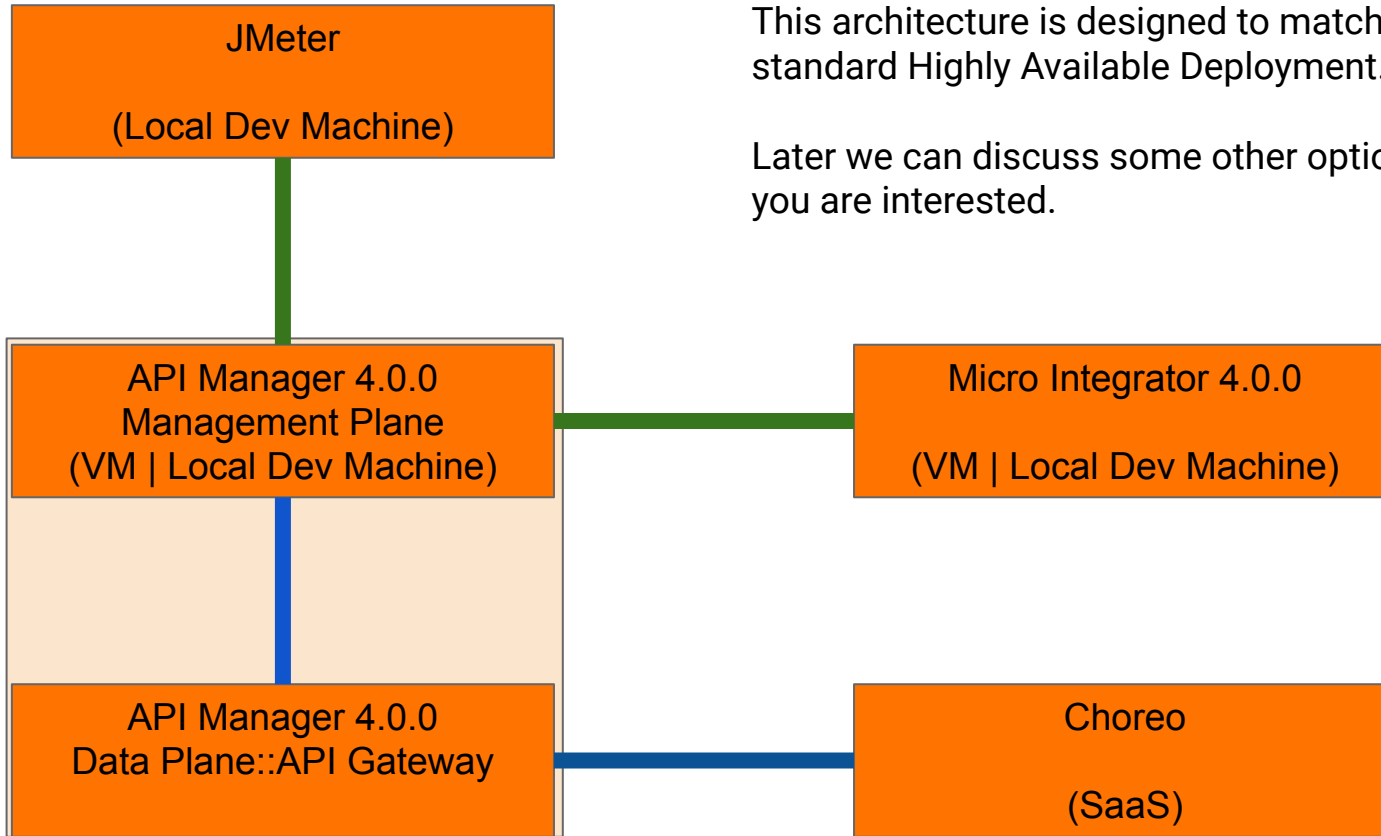 JMeter
(Local Dev Machine)
This architecture is designed to match
standard Highly Available Deployment.
Later we can discuss some other
you are interested.
API Manager 4.0.0
Management Plane
(VM | Local Dev Machine)
Micro Integrator 4.0.0
(VM | Local Dev Machine)
API Manager 4.0.0
Data Plane::API Gateway
Choreo
(SaaS)